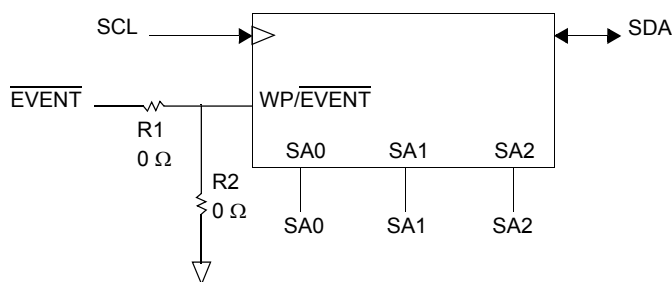 SCL
SDA
EVENT
WP/EVENT
R1
0 Ω
SA0 SA1 SA2
R2
0 Ω
SA0 SA1 SA2